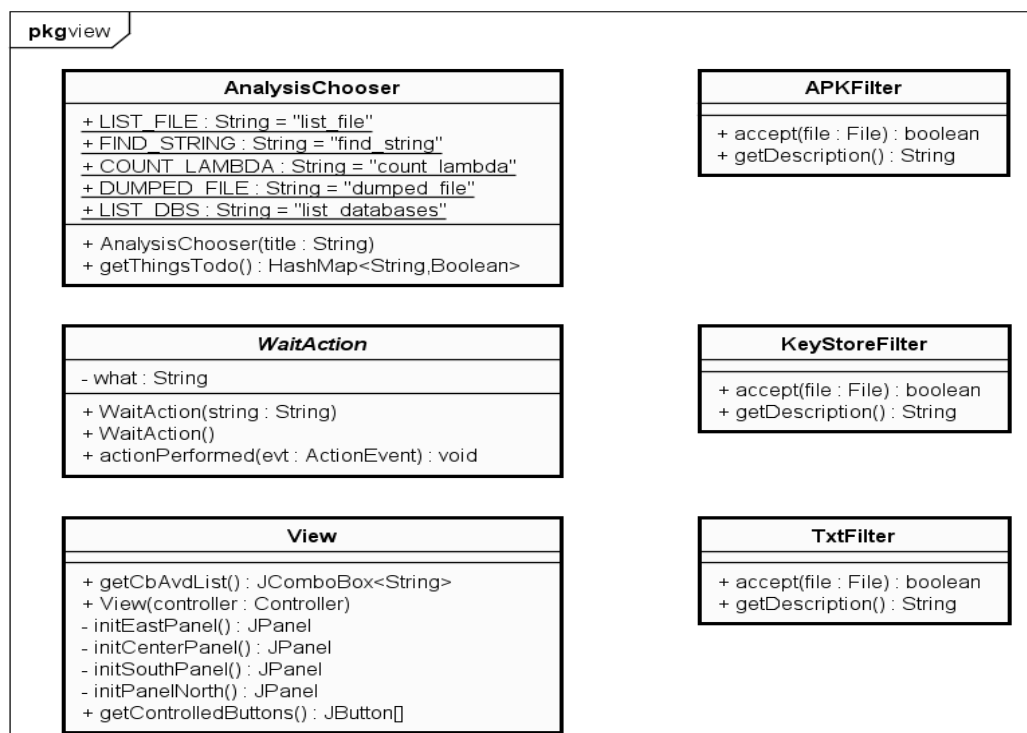 pkg view
AnalysisChooser
+ LIST_FILE : String = "list_file"
+ FIND_STRING : String = "find_string"
+ COUNT_LAMBDA : String = "count_lambda"
+ DUMPED_FILE : String = "dumped_file"
+ LIST_DBS : String = "list_databases"
+ AnalysisChooser(title : String)
+ getThingsTodo() : HashMap<String,Boolean>
APKFilter
+ accept(file : File) : boolean
+ getDescription() : String
WaitAction
- what : String
+ WaitAction(string : String)
+ WaitAction()
+ actionPerformed(evt : ActionEvent) : void
KeyStoreFilter
+ accept(file : File) : boolean
+ getDescription() : String
View
+ getCbAvdList() : JComboBox<String>
+ View(controller : Controller)
- initEastPanel() : JPanel
- initCenterPanel() : JPanel
- initSouthPanel() : JPanel
- initPanelNorth() : JPanel
+ getControlledButtons() : JButton[]
TxtFilter
+ accept(file : File) : boolean
+ getDescription() : String